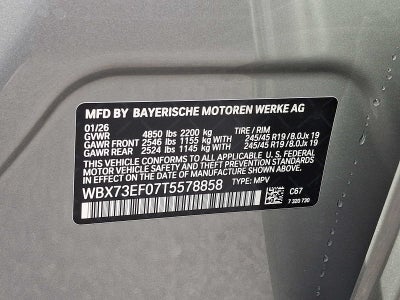 MFD BY BAYERISCHE MOTOREN WERKE AG
01/26 TIRE / RIM
GVWR 4850 lbs 2200 kg
GAWR FRONT 2546 lbs 1155 kg WITH 245/45 R19 / 8.0Jx 19
GAWR REAR 2524 lbs 1145 kg WITH 245/45 R19 / 8.0Jx 19
THIS VEHICLE CONFORMS TO ALL APPLICABLE U.S. FEDERAL
MOTOR VEHICLE SAFETY AND THEFT PREVENTION STANDARDS
IN EFFECT ON THE DATE OF MANUFACTURE SHOWN ABOVE.
WBX73EF07T5578858 TYPE: MPV
C67
7 320 730